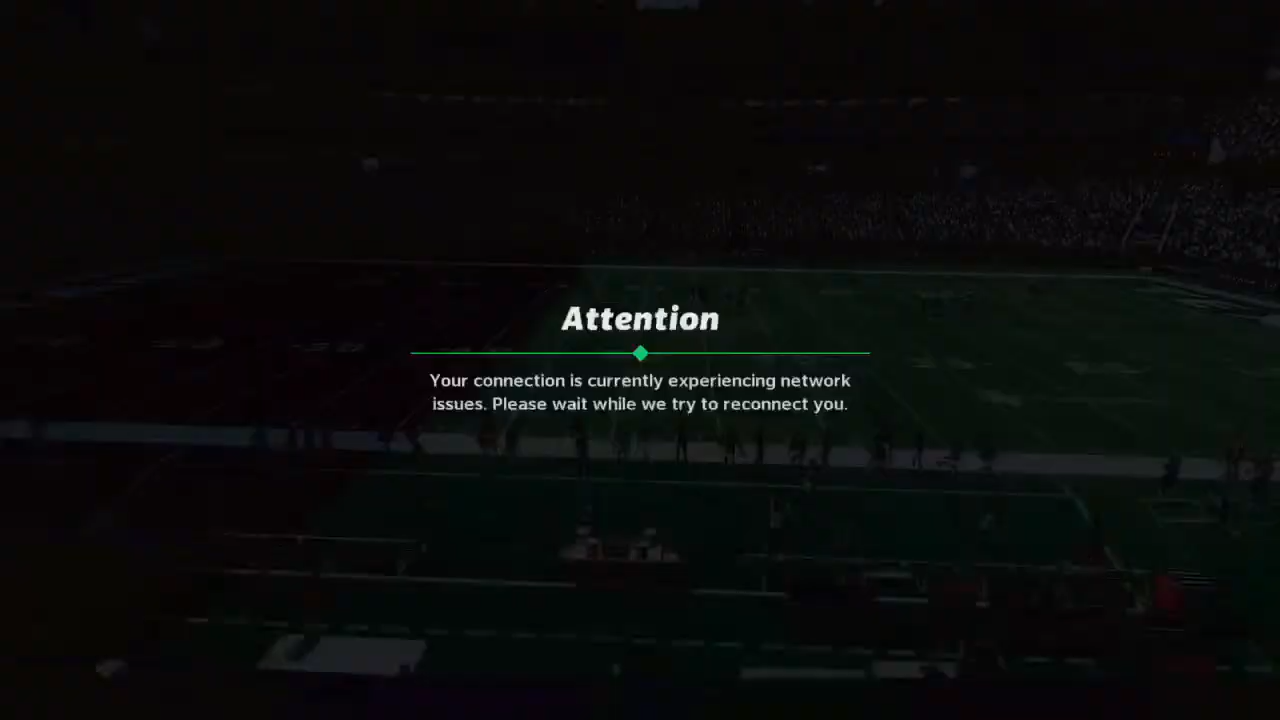 Attention
Your connection is currently experiencing network
issues. Please wait while we try to reconnect you.